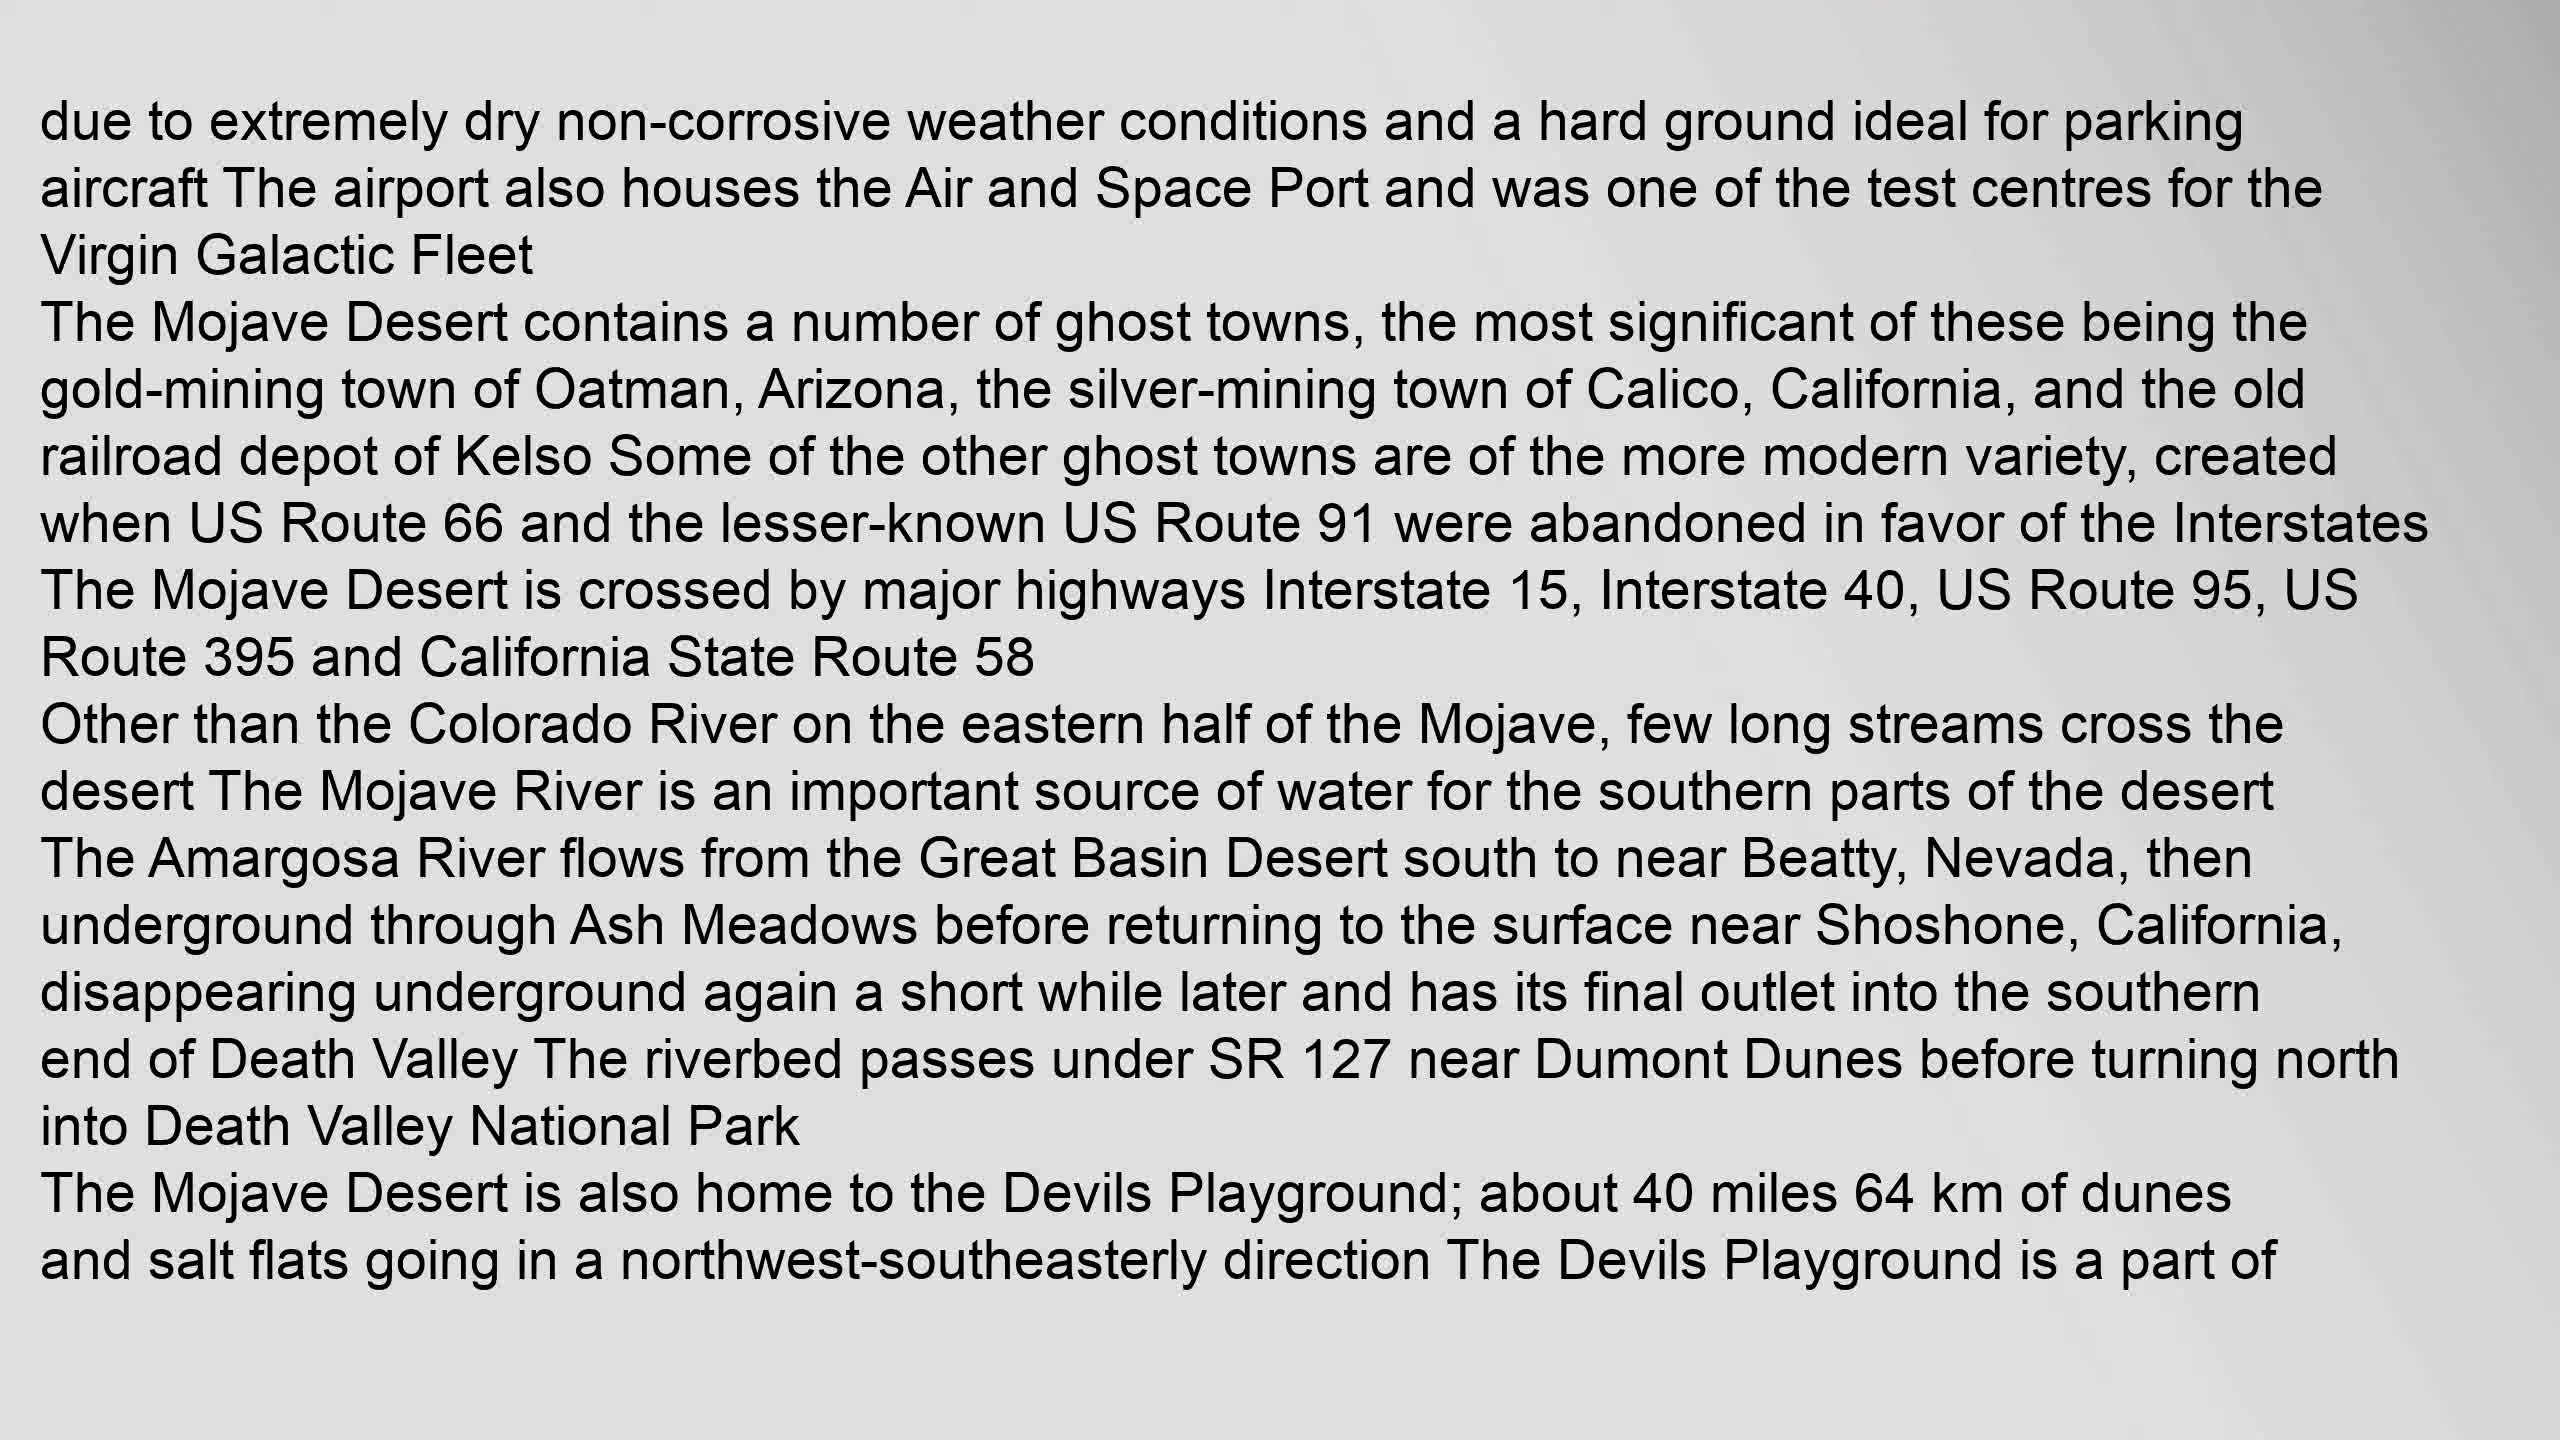 due to extremely dry non-corrosive weather conditions and a hard ground ideal for parking
aircraft The airport also houses the Air and Space Port and was one of the test centres for the
Virgin Galactic Fleet
The Mojave Desert contains a number of ghost towns, the most significant of these being the
gold-mining town of Oatman, Arizona, the silver-mining town of Calico, California, and the old
railroad depot of Kelso Some of the other ghost towns are of the more modern variety, created
when US Route 66 and the lesser-known US Route 91 were abandoned in favor of the Interstates
The Mojave Desert is crossed by major highways Interstate 15, Interstate 40, US Route 95, US
Route 395 and California State Route 58
Other than the Colorado River on the eastern half of the Mojave, few long streams cross the
desert The Mojave River is an important source of water for the southern parts of the desert
The Amargosa River flows from the Great Basin Desert south to near Beatty, Nevada, then
underground through Ash Meadows before returning to the surface near Shoshone, California,
disappearing underground again a short while later and has its final outlet into the southern
end of Death Valley The riverbed passes under SR 127 near Dumont Dunes before turning north
into Death Valley National Park
The Mojave Desert is also home to the Devils Playground; about 40 miles 64 km of dunes
and salt flats going in a northwest-southeasterly direction The Devils Playground is a part of